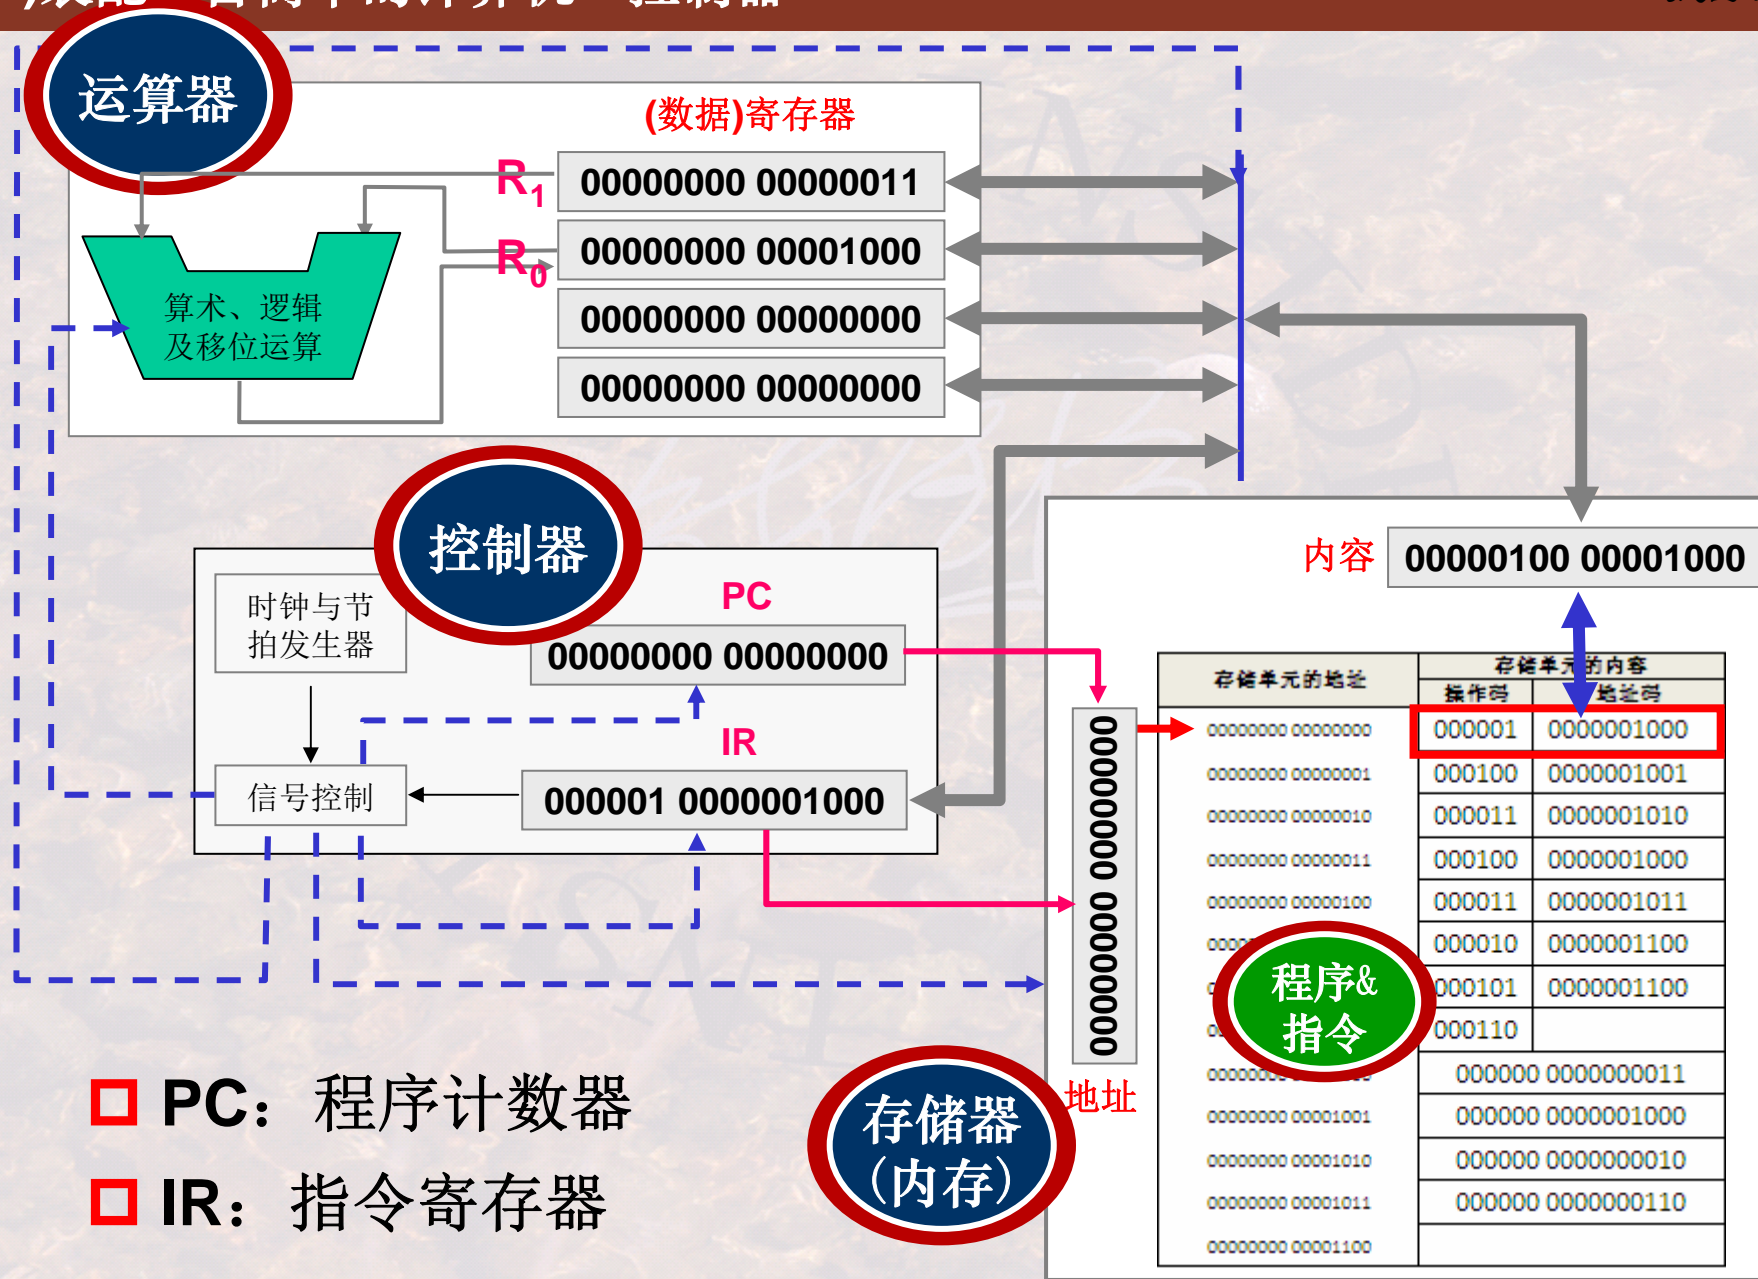 运算器
(数据)寄存器
R1
00000000 00000011
R0
00000000 00001000
00000000 00000000
00000000 00000000
算术、逻辑
及移位运算
控制器
时钟与节
拍发生器
PC
00000000 00000000
IR
信号控制
000001 0000001000
内容
00000100 00001000
00000000 00000000
地址
存储单元的地址
存储单元的内容
操作码 地址码
00000000 00000000 000001 0000001000
00000000 00000001 000100 0000001001
00000000 00000010 000011 0000001010
00000000 00000011 000100 0000001000
00000000 00000100 000011 0000001011
000010 0000001100
000101 0000001100
000110
000000 0000000011
00000000 00001001 000000 0000001000
00000000 00001010 000000 0000000010
00000000 00001011 000000 0000000110
00000000 00001100
程序&
指令
存储器
(内存)
PC：程序计数器
IR：指令寄存器